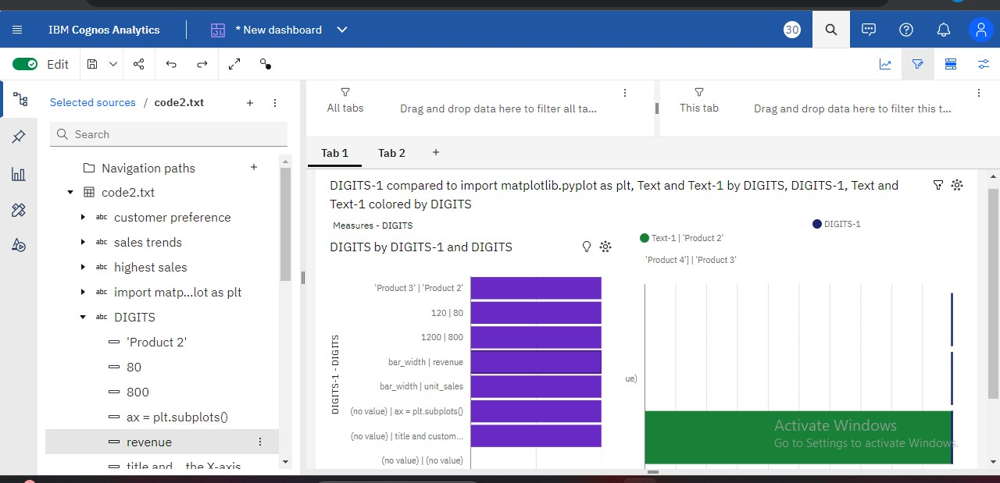 IBM Cognos Analytics
* New dashboard
30
Edit
Selected sources / code2.txt
Search
Navigation paths
code2.txt
abc customer preference
abc sales trends
abc highest sales
abc import matp...lot as plt
abc DIGITS
'Product 2'
80
800
ax = plt.subplots()
revenue
title and... the X-axis
All tabs
Drag and drop data here to filter all ta...
This tab
Drag and drop data here to filter this t...
Tab 1
Tab 2
DIGITS-1 compared to import matplotlib.pyplot as plt, Text and Text-1 by DIGITS, DIGITS-1, Text and
Text-1 colored by DIGITS
Measures - DIGITS
DIGITS by DIGITS-1 and DIGITS
DIGITS-1 - DIGITS
'Product 3' | 'Product 2'
120 | 80
1200 | 800
bar_width | revenue
bar_width | unit_sales
(no value) | ax = plt.subplots()
(no value) | title and custom...
(no value) | (no value)
DIGITS-1
Text-1 | 'Product 2'
'Product 4'] | 'Product 3'
ue)
Activate Windows
Go to Settings to activate Windows.